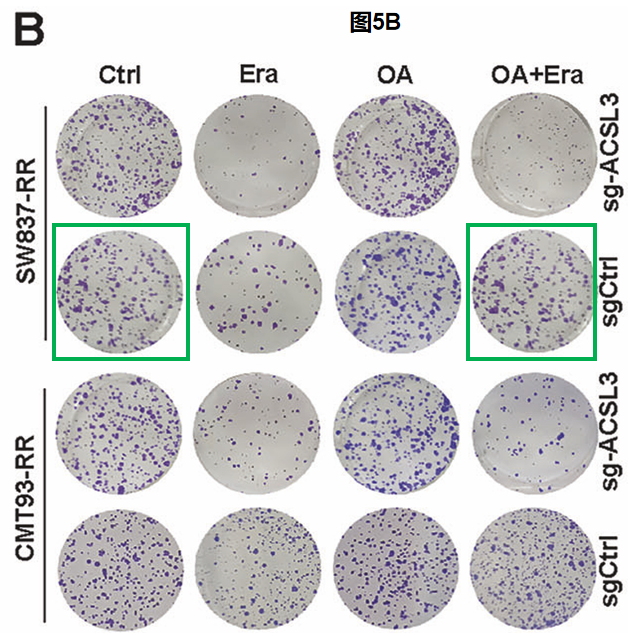 B
图5B
Ctrl
Era
OA
OA+Era
SW837-RR
sg-ACSL3
sgCtrl
CMT93-RR
sg-ACSL3
sgCtrl